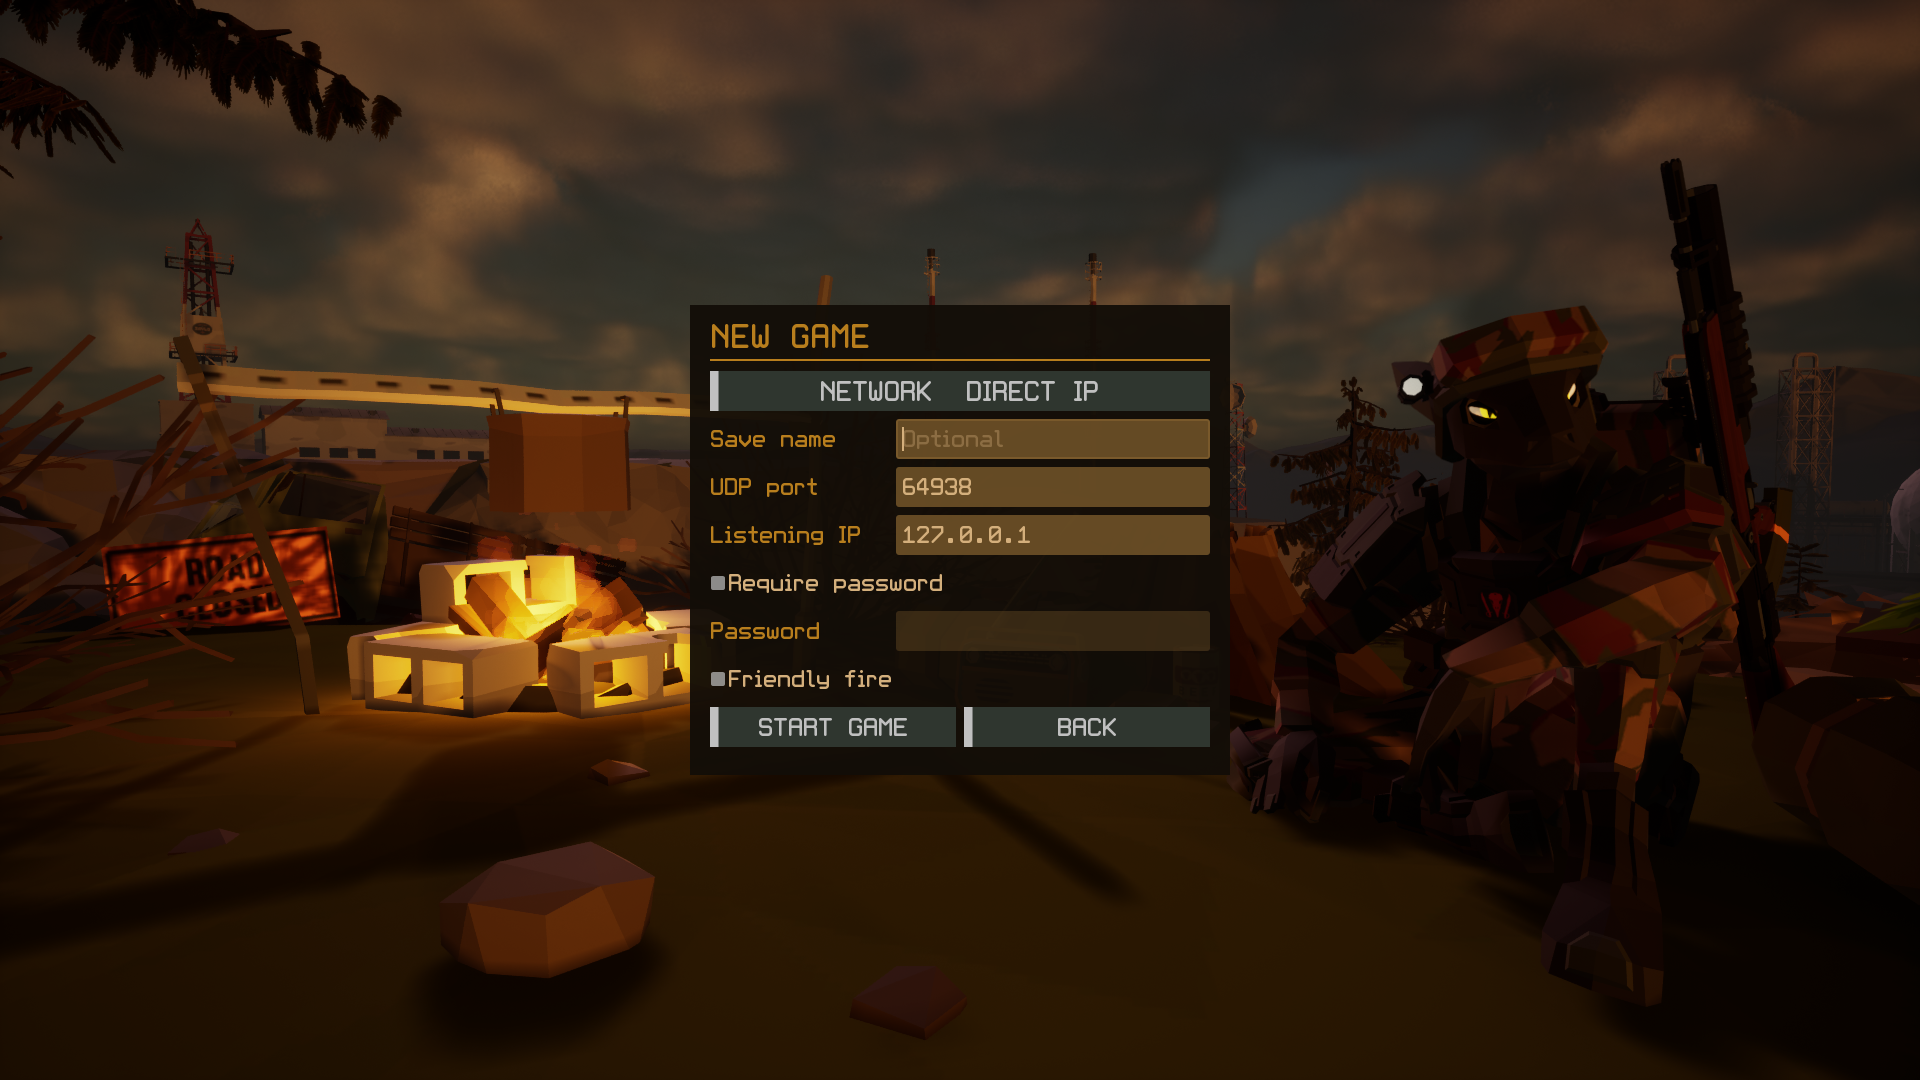 NEW GAME
NETWORK DIRECT IP
Save name Optional
UDP port 64938
Listening IP 127.0.0.1
Require password
Password
Friendly fire
START GAME BACK
ROAD
CLOSED